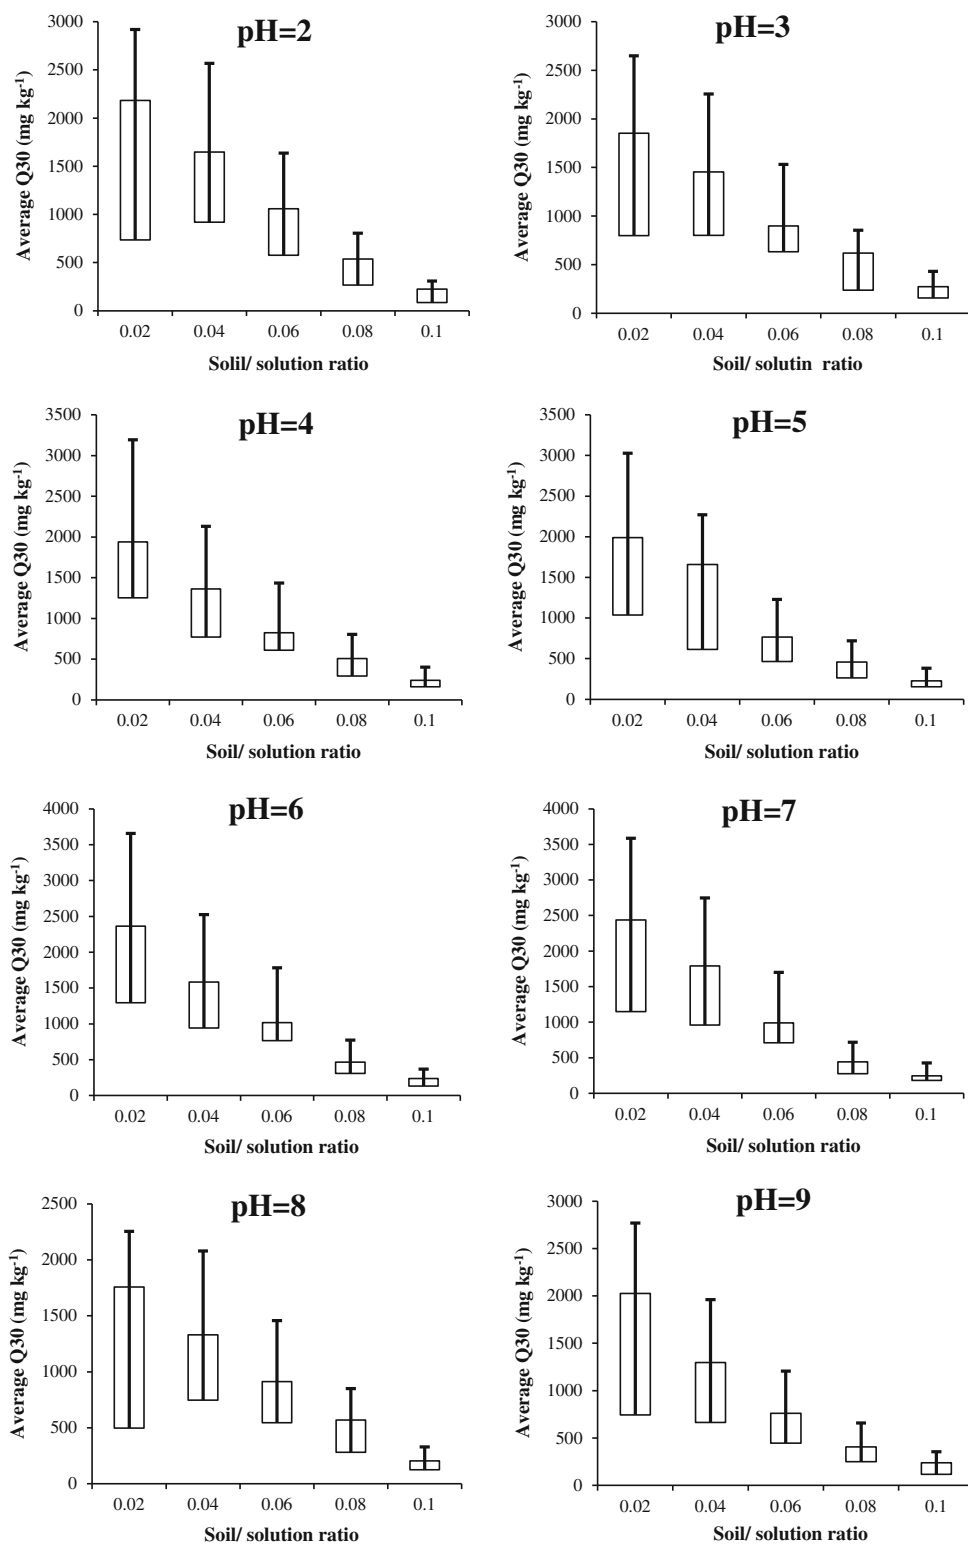 pH=2
Average Q30 (mg kg-1)
3000
2500
2000
1500
1000
500
0
0.02 0.04 0.06 0.08 0.1
Solil/ solution ratio
pH=3
Average Q30 (mg kg-1)
3000
2500
2000
1500
1000
500
0
0.02 0.04 0.06 0.08 0.1
Soil/ solutin ratio
pH=4
Average Q30 (mg kg-1)
3500
3000
2500
2000
1500
1000
500
0
0.02 0.04 0.06 0.08 0.1
Soil/ solution ratio
pH=5
Average Q30 (mg kg-1)
3500
3000
2500
2000
1500
1000
500
0
0.02 0.04 0.06 0.08 0.1
Soil/ solution ratio
pH=6
Average Q30 (mg kg-1)
4000
3500
3000
2500
2000
1500
1000
500
0
0.02 0.04 0.06 0.08 0.1
Soil/ solution ratio
pH=7
Average Q30 (mg kg-1)
4000
3500
3000
2500
2000
1500
1000
500
0
0.02 0.04 0.06 0.08 0.1
Soil/ solution ratio
pH=8
Average Q30 (mg kg-1)
2500
2000
1500
1000
500
0
0.02 0.04 0.06 0.08 0.1
Soil/ solution ratio
pH=9
Average Q30 (mg kg-1)
3000
2500
2000
1500
1000
500
0
0.02 0.04 0.06 0.08 0.1
Soil/ solution ratio